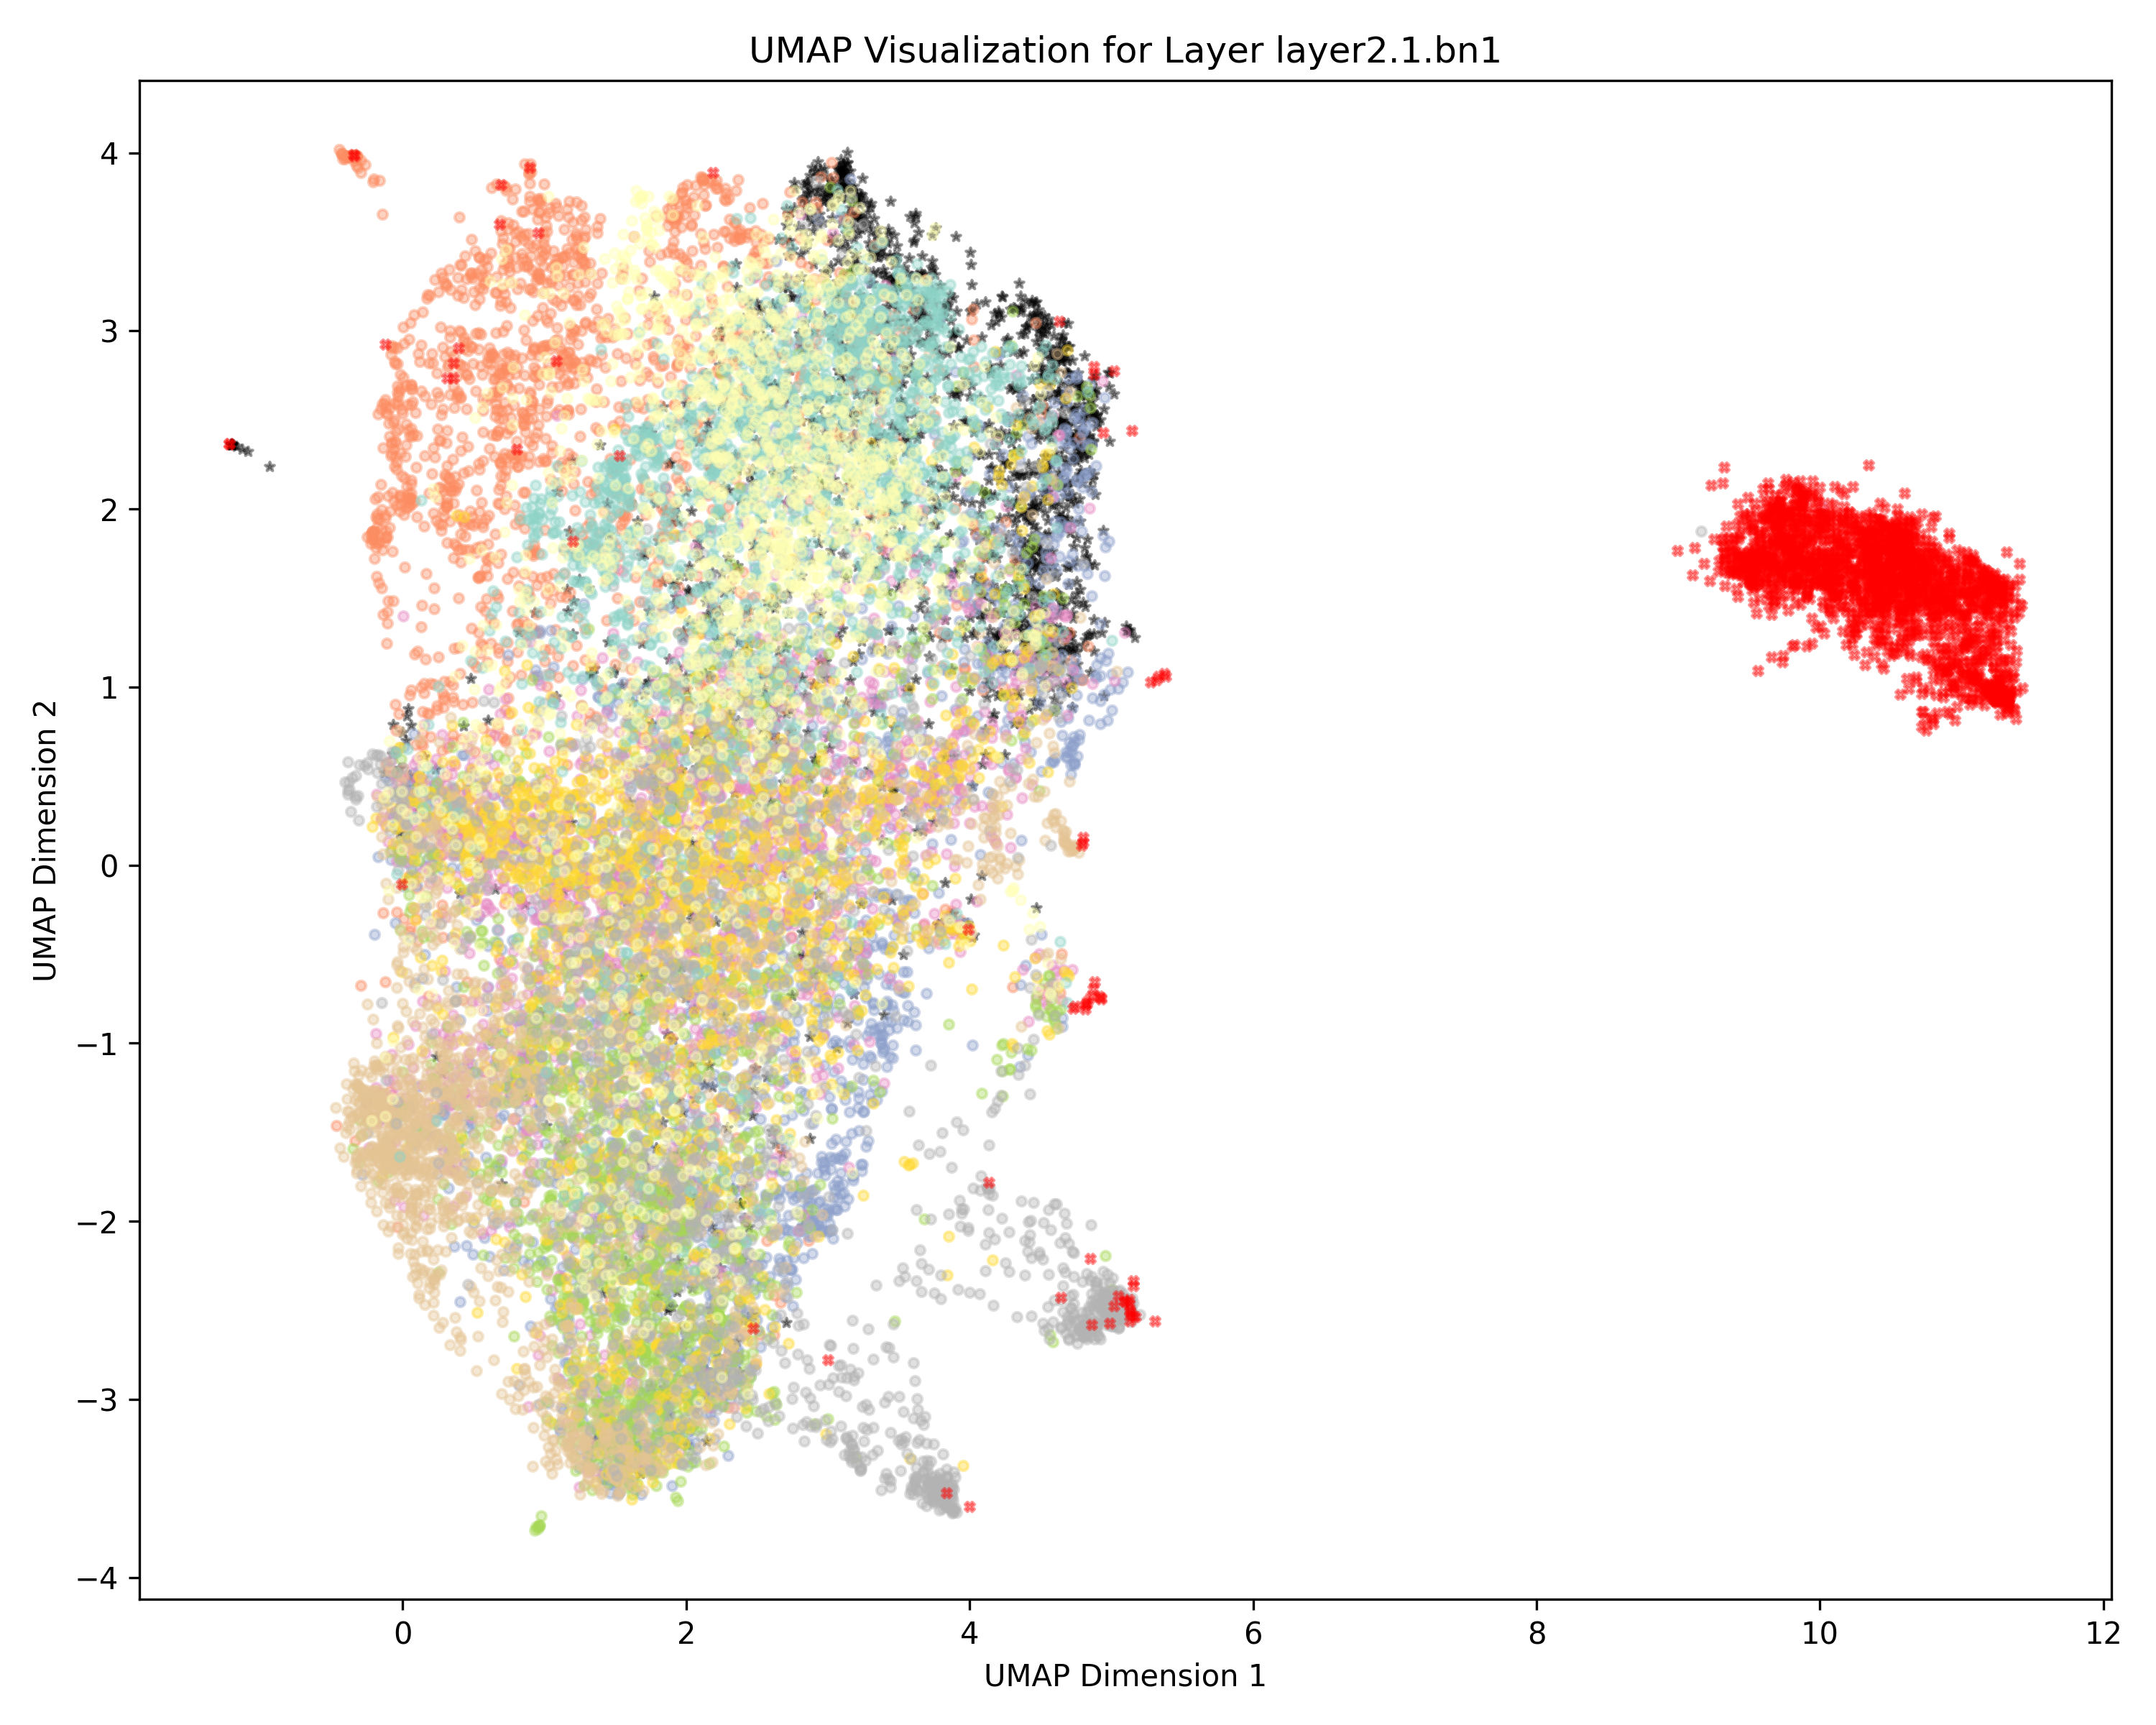 UMAP Visualization for Layer layer2.1.bn1
4
3
2
1
0
−1
−2
−3
−4
UMAP Dimension 2
0 2 4 6 8 10 12
UMAP Dimension 1